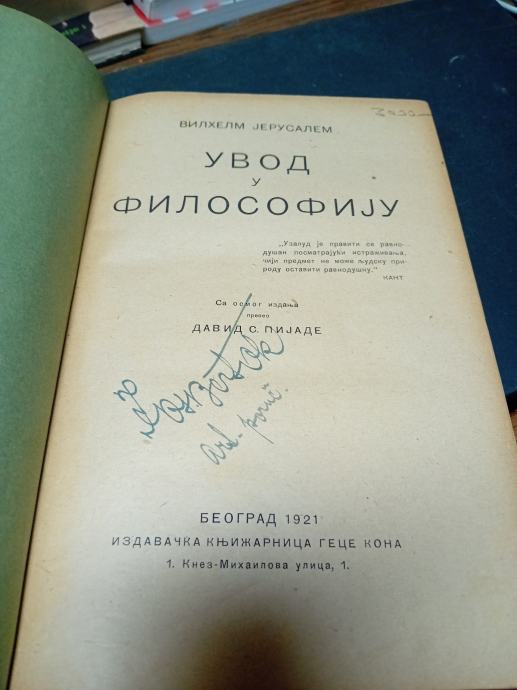 ВИЛХЕЛМ ЈЕРУСАЛЕМ
УВОД
У
ФИЛОСОФИЈУ
„Узалуд је правити се равно-
душан посматрајући истраживања,
чији предмет не може људску при-
роду оставити равнодушну.“
КАНТ.
Са осмог издања
превео
ДАВИД С. ПИЈАДЕ
БЕОГРАД 1921
ИЗДАВАЧКА КЊИЖАРНИЦА ГЕЦЕ КОНА
1. Кнез-Михаилова улица, 1.